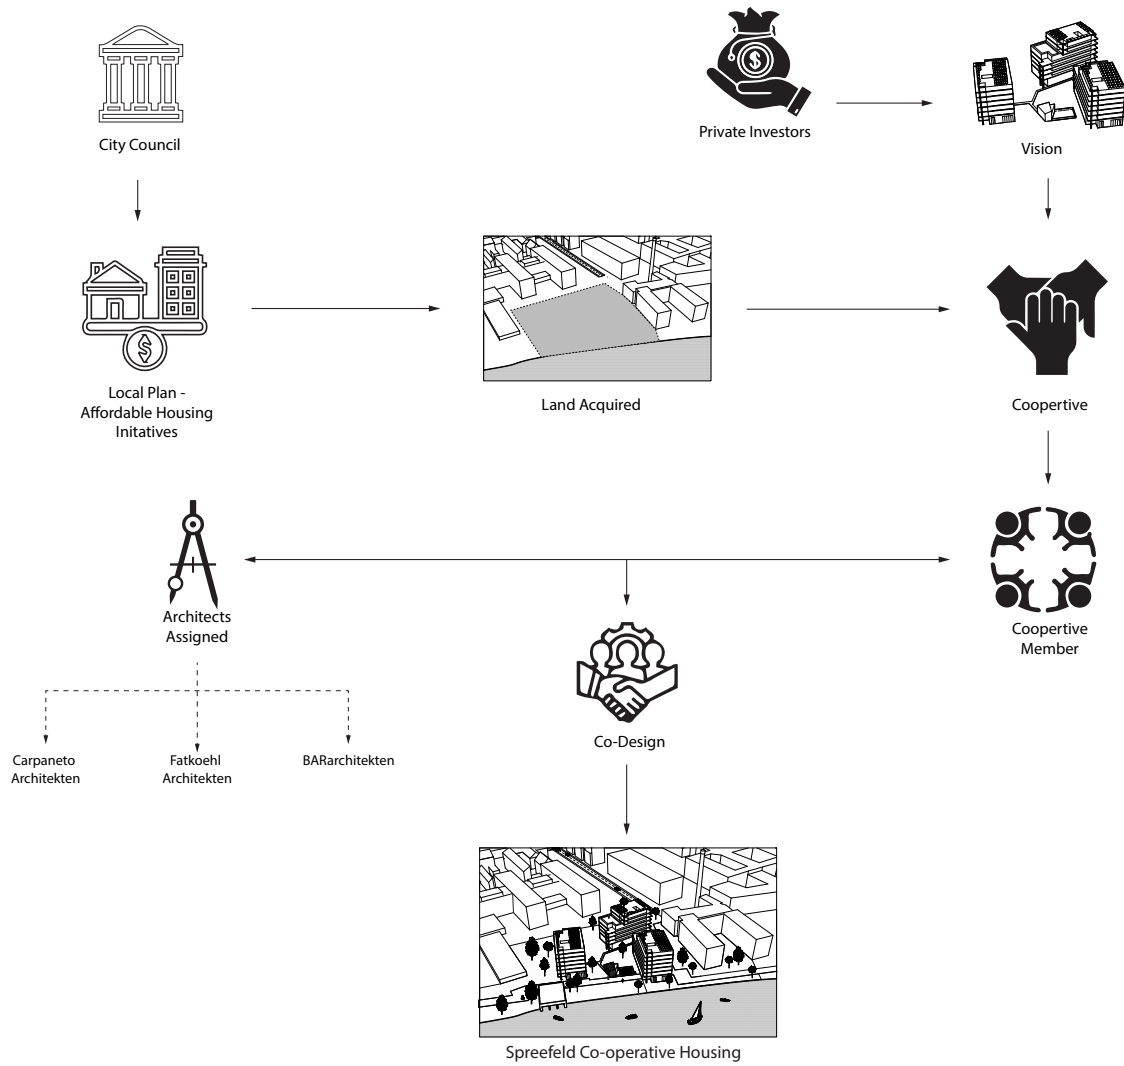 City Council
Private Investors
Vision
Local Plan -
Affordable Housing
Initatives
Land Acquired
Coopertive
Architects
Assigned
Coopertive
Member
Co-Design
Carpaneto
Architekten
Fatkoehl
Architekten
BARarchitekten
Spreefeld Co-operative Housing